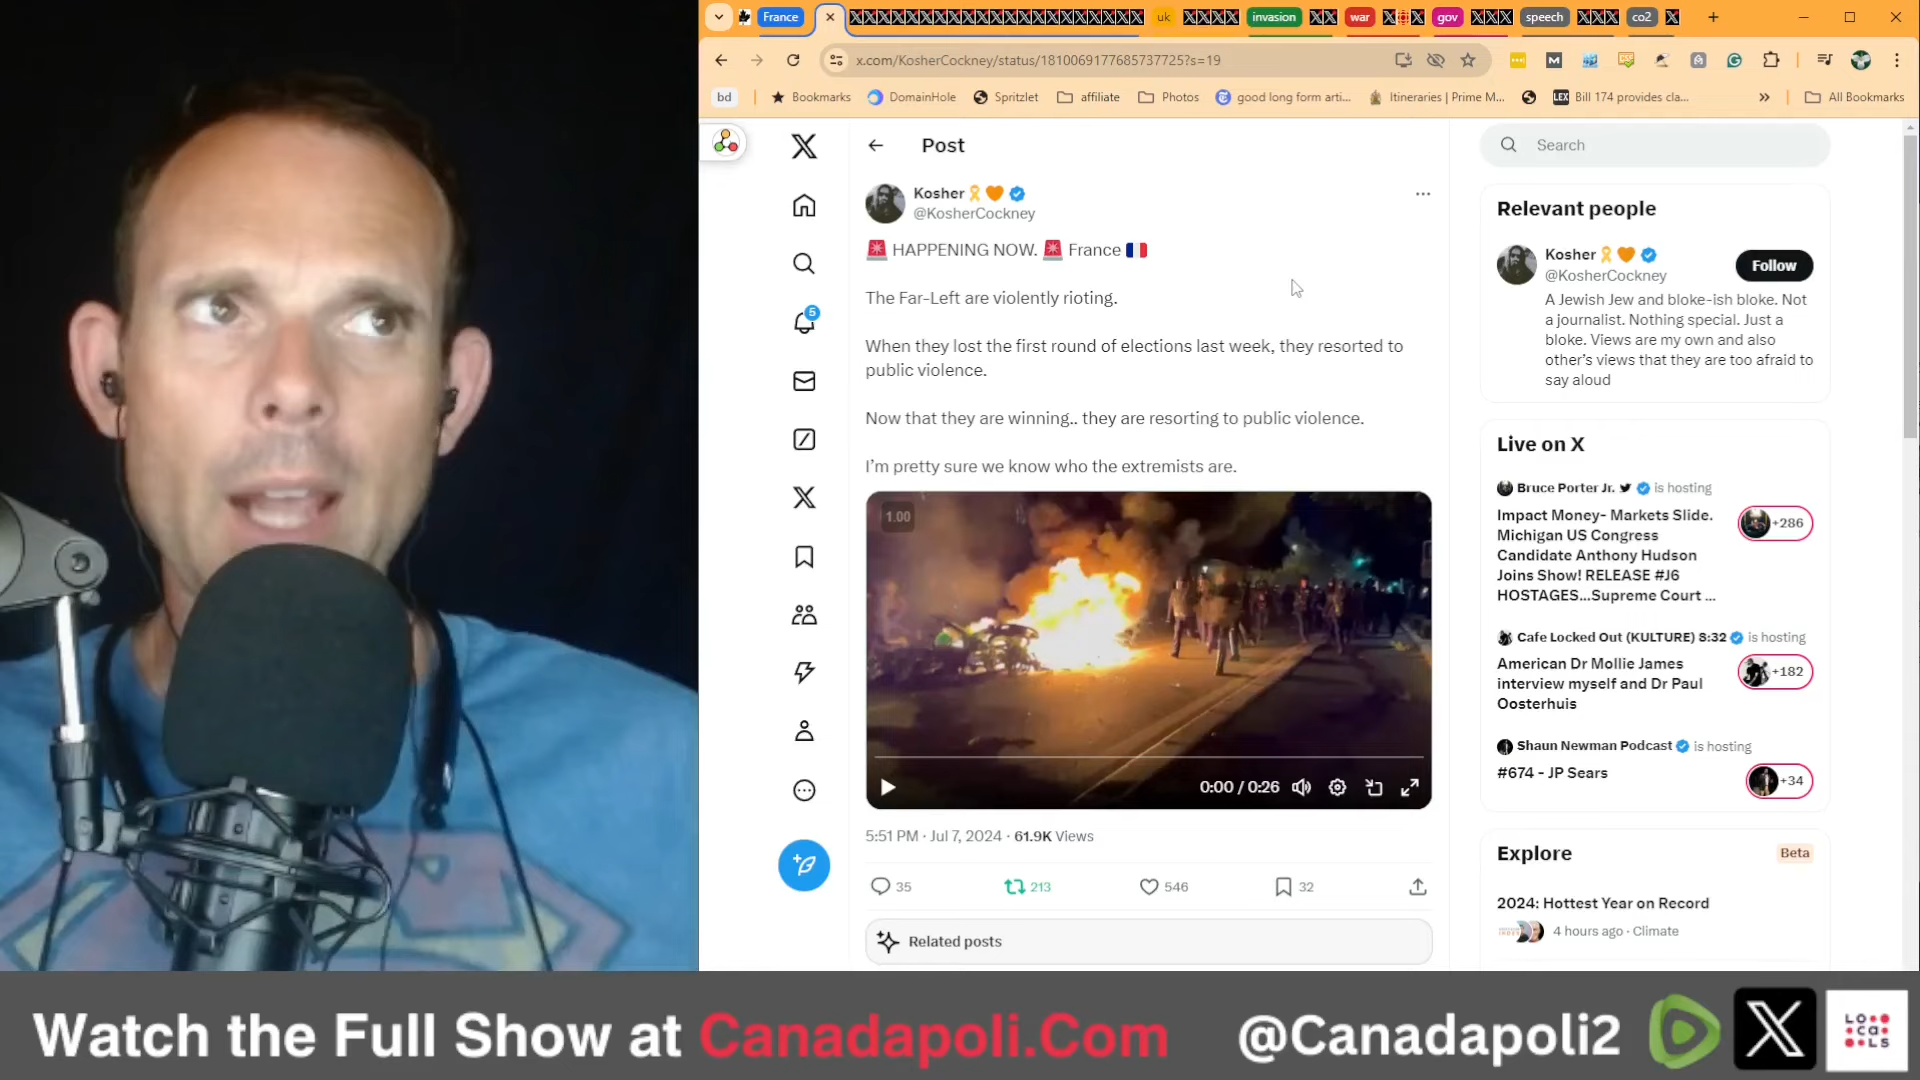 France
uk
invasion
war
gov
speech
co2
x.com/KosherCockney/status/1810069177685737725?s=19
bd
Bookmarks
DomainHole
Spritzlet
affiliate
Photos
good long form arti...
Itineraries | Prime M...
LEX
Bill 174 provides cla...
All Bookmarks
Post
Search
Kosher
@KosherCockney
HAPPENING NOW. France
The Far-Left are violently rioting.
When they lost the first round of elections last week, they resorted to
public violence.
Now that they are winning.. they are resorting to public violence.
I'm pretty sure we know who the extremists are.
1.00
0:00 / 0:26
5:51 PM · Jul 7, 2024 · 61.9K Views
35
213
546
32
Related posts
5
Relevant people
Kosher
@KosherCockney
Follow
A Jewish Jew and bloke-ish bloke. Not
a journalist. Nothing special. Just a
bloke. Views are my own and also
other's views that they are too afraid to
say aloud
Live on X
Bruce Porter Jr. is hosting
Impact Money- Markets Slide.
Michigan US Congress
Candidate Anthony Hudson
Joins Show! RELEASE #J6
HOSTAGES...Supreme Court ...
+286
Cafe Locked Out (KULTURE) 8:32 is hosting
American Dr Mollie James
interview myself and Dr Paul
Oosterhuis
+182
Shaun Newman Podcast is hosting
#674 - JP Sears
+34
Explore
Beta
2024: Hottest Year on Record
4 hours ago · Climate
Watch the Full Show at Canadapoli.Com
@Canadapoli2
LOCALS